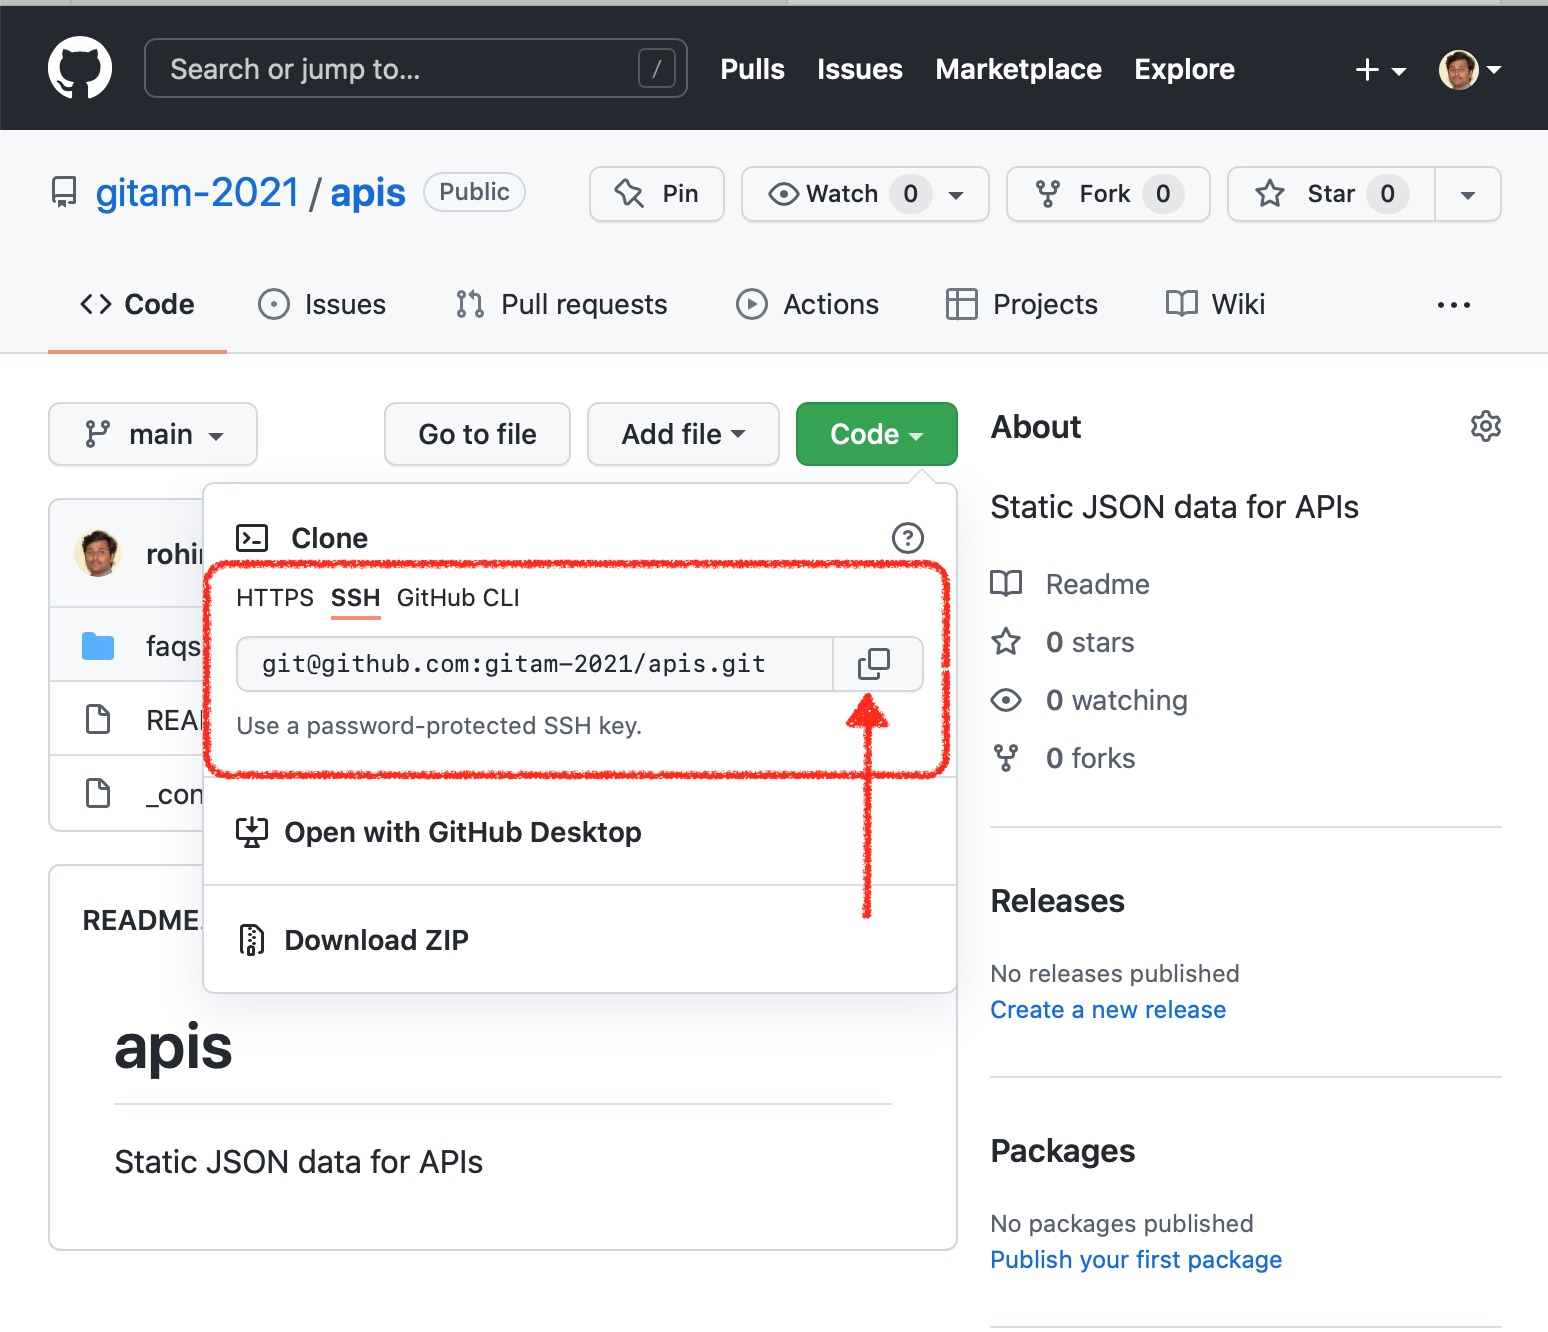 Search or jump to... /
Pulls Issues Marketplace Explore
gitam-2021 / apis Public
Pin Watch 0 Fork 0 Star 0
Code Issues Pull requests Actions Projects Wiki
main Go to file Add file Code
About
Static JSON data for APIs
Readme
0 stars
0 watching
0 forks
Clone
HTTPS SSH GitHub CLI
git@github.com:gitam-2021/apis.git
Use a password-protected SSH key.
Open with GitHub Desktop
Download ZIP
faqs
_con
README.
apis
Static JSON data for APIs
Releases
No releases published
Create a new release
Packages
No packages published
Publish your first package